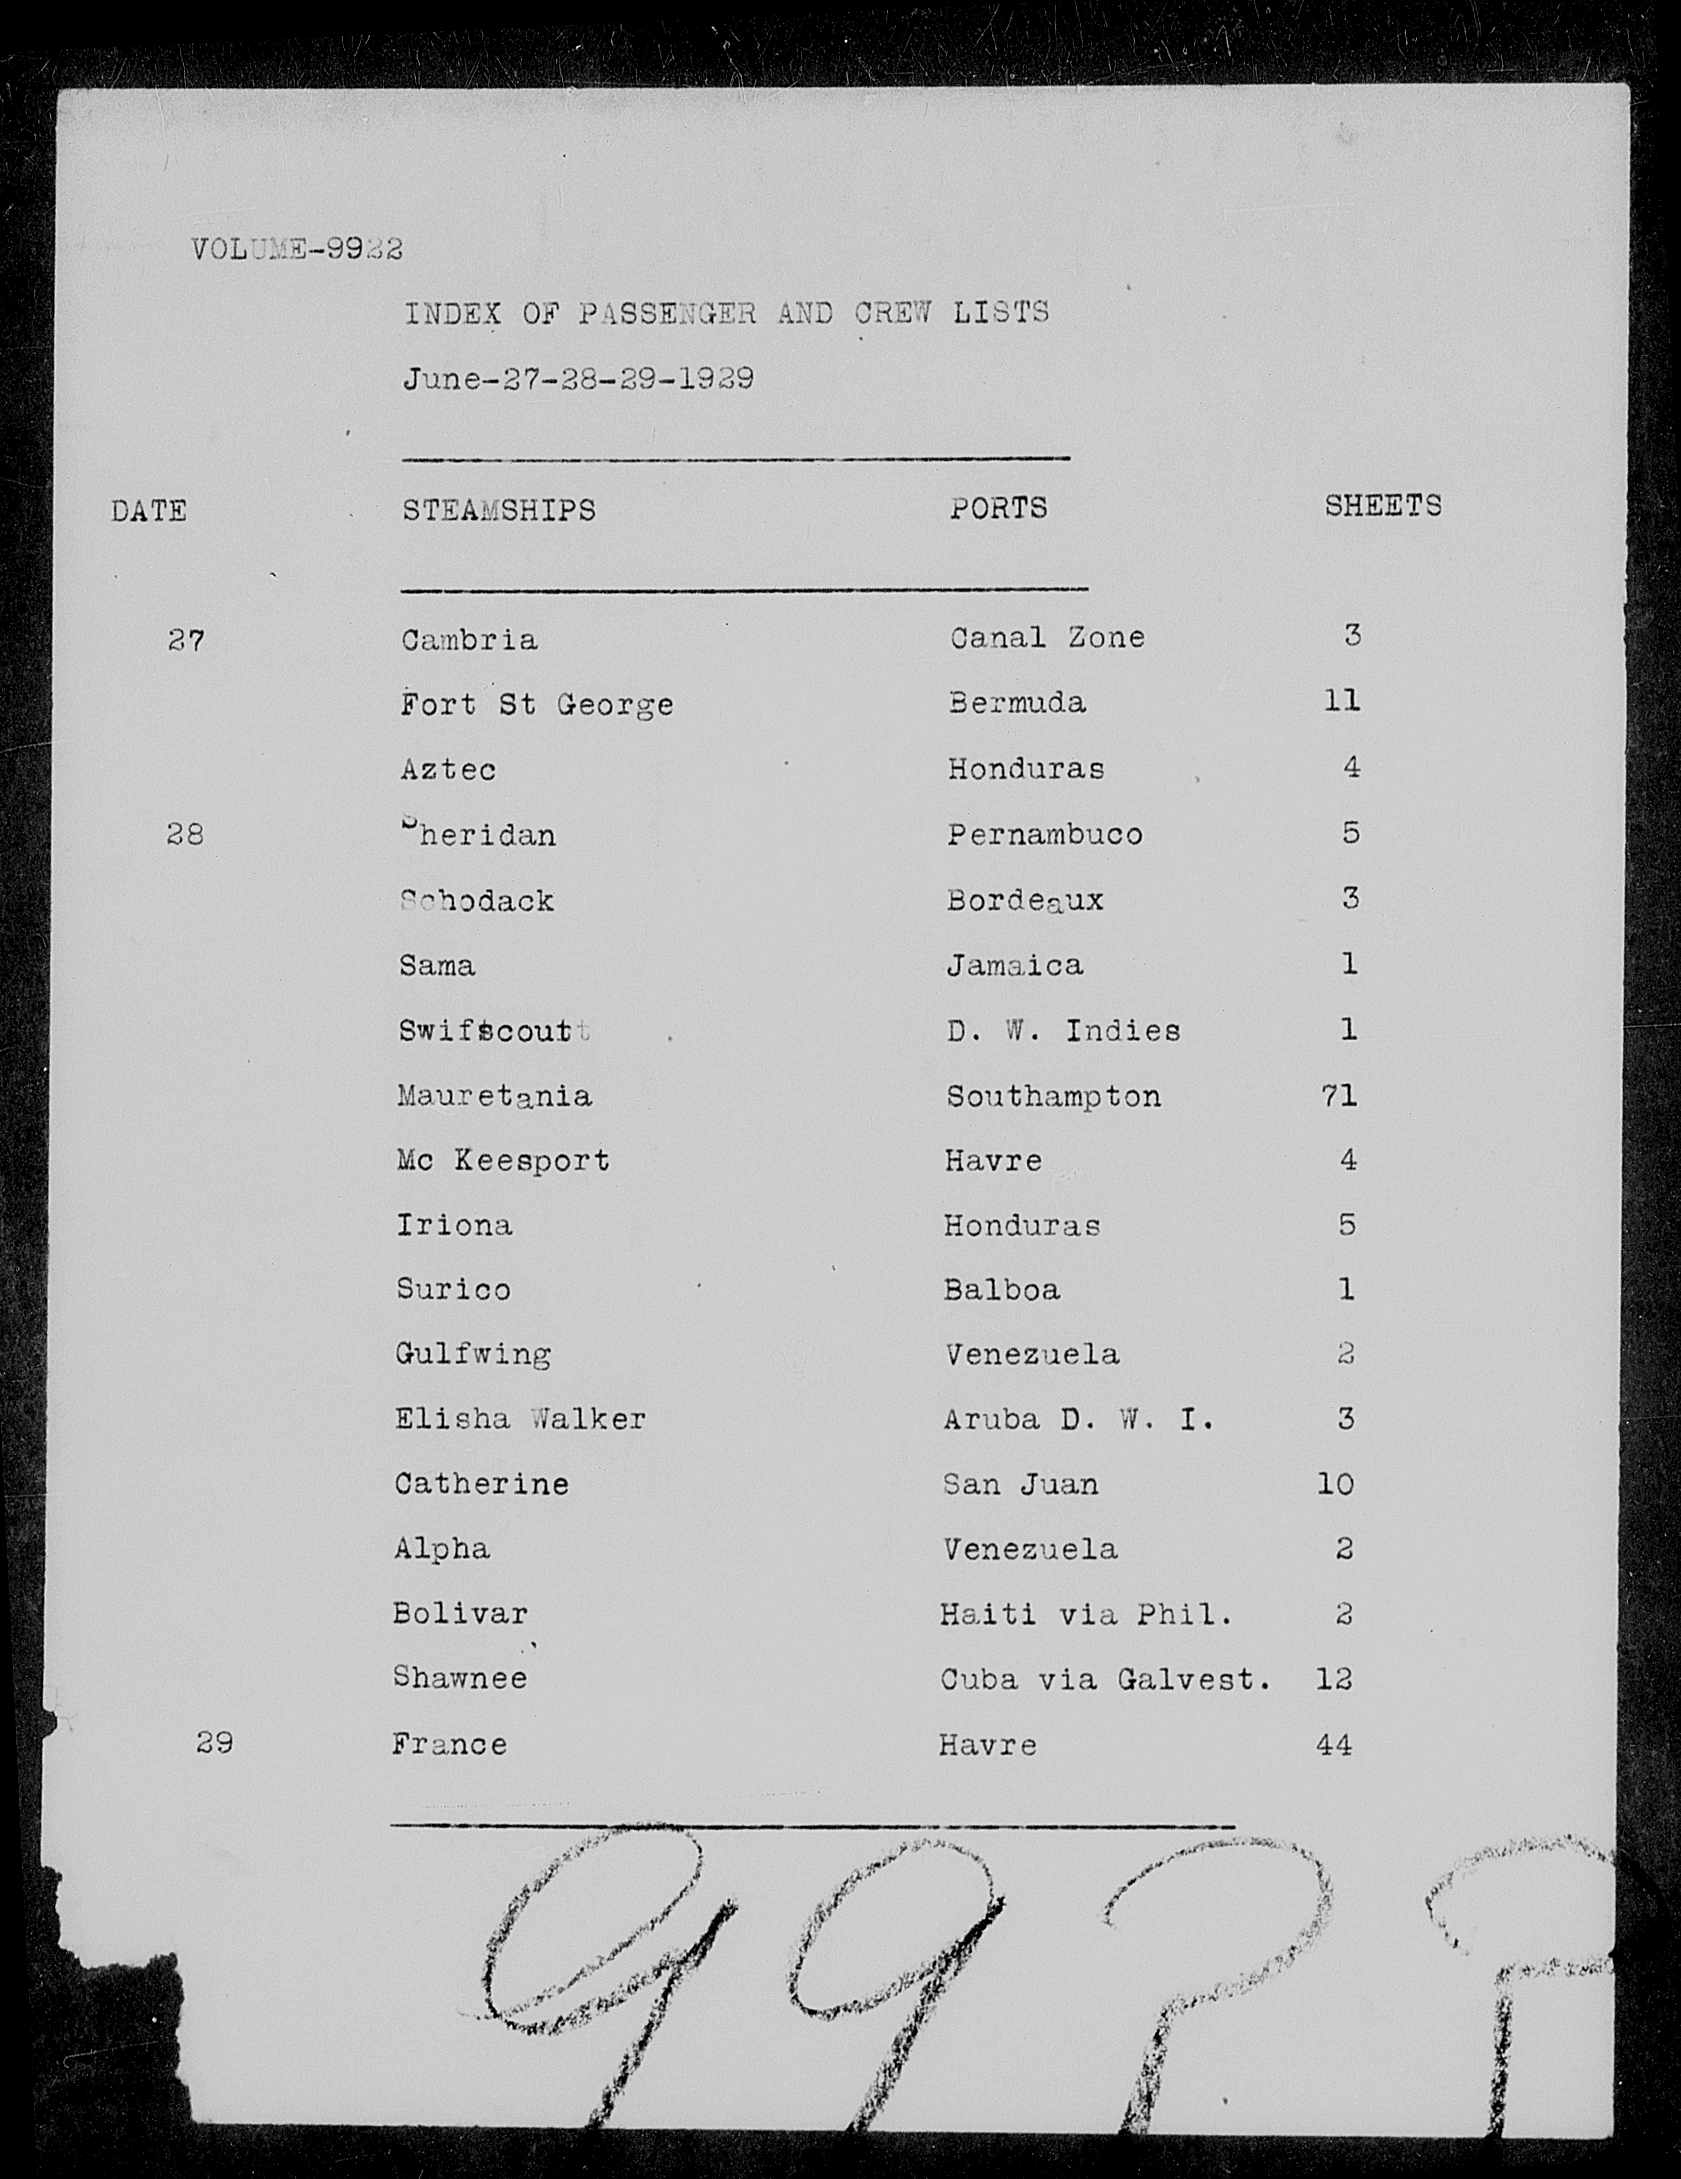 VOLUME-9922
INDEX OF PASSENGER AND CREW LISTS
June-27-28-29-1929
DATE STEAMSHIPS PORTS SHEETS
27 Cambria Canal Zone 3
Fort St George Bermuda 11
Aztec Honduras 4
28 Sheridan Pernambuco 5
Schodack Bordeaux 3
Sama Jamaica 1
Swifscout D. W. Indies 1
Mauretania Southampton 71
Mc Keesport Havre 4
Iriona Honduras 5
Surico Balboa 1
Gulfwing Venezuela 2
Elisha Walker Aruba D. W. I. 3
Catherine San Juan 10
Alpha Venezuela 2
Bolivar Haiti via Phil. 2
Shawnee Cuba via Galvest. 12
29 France Havre 44
9922